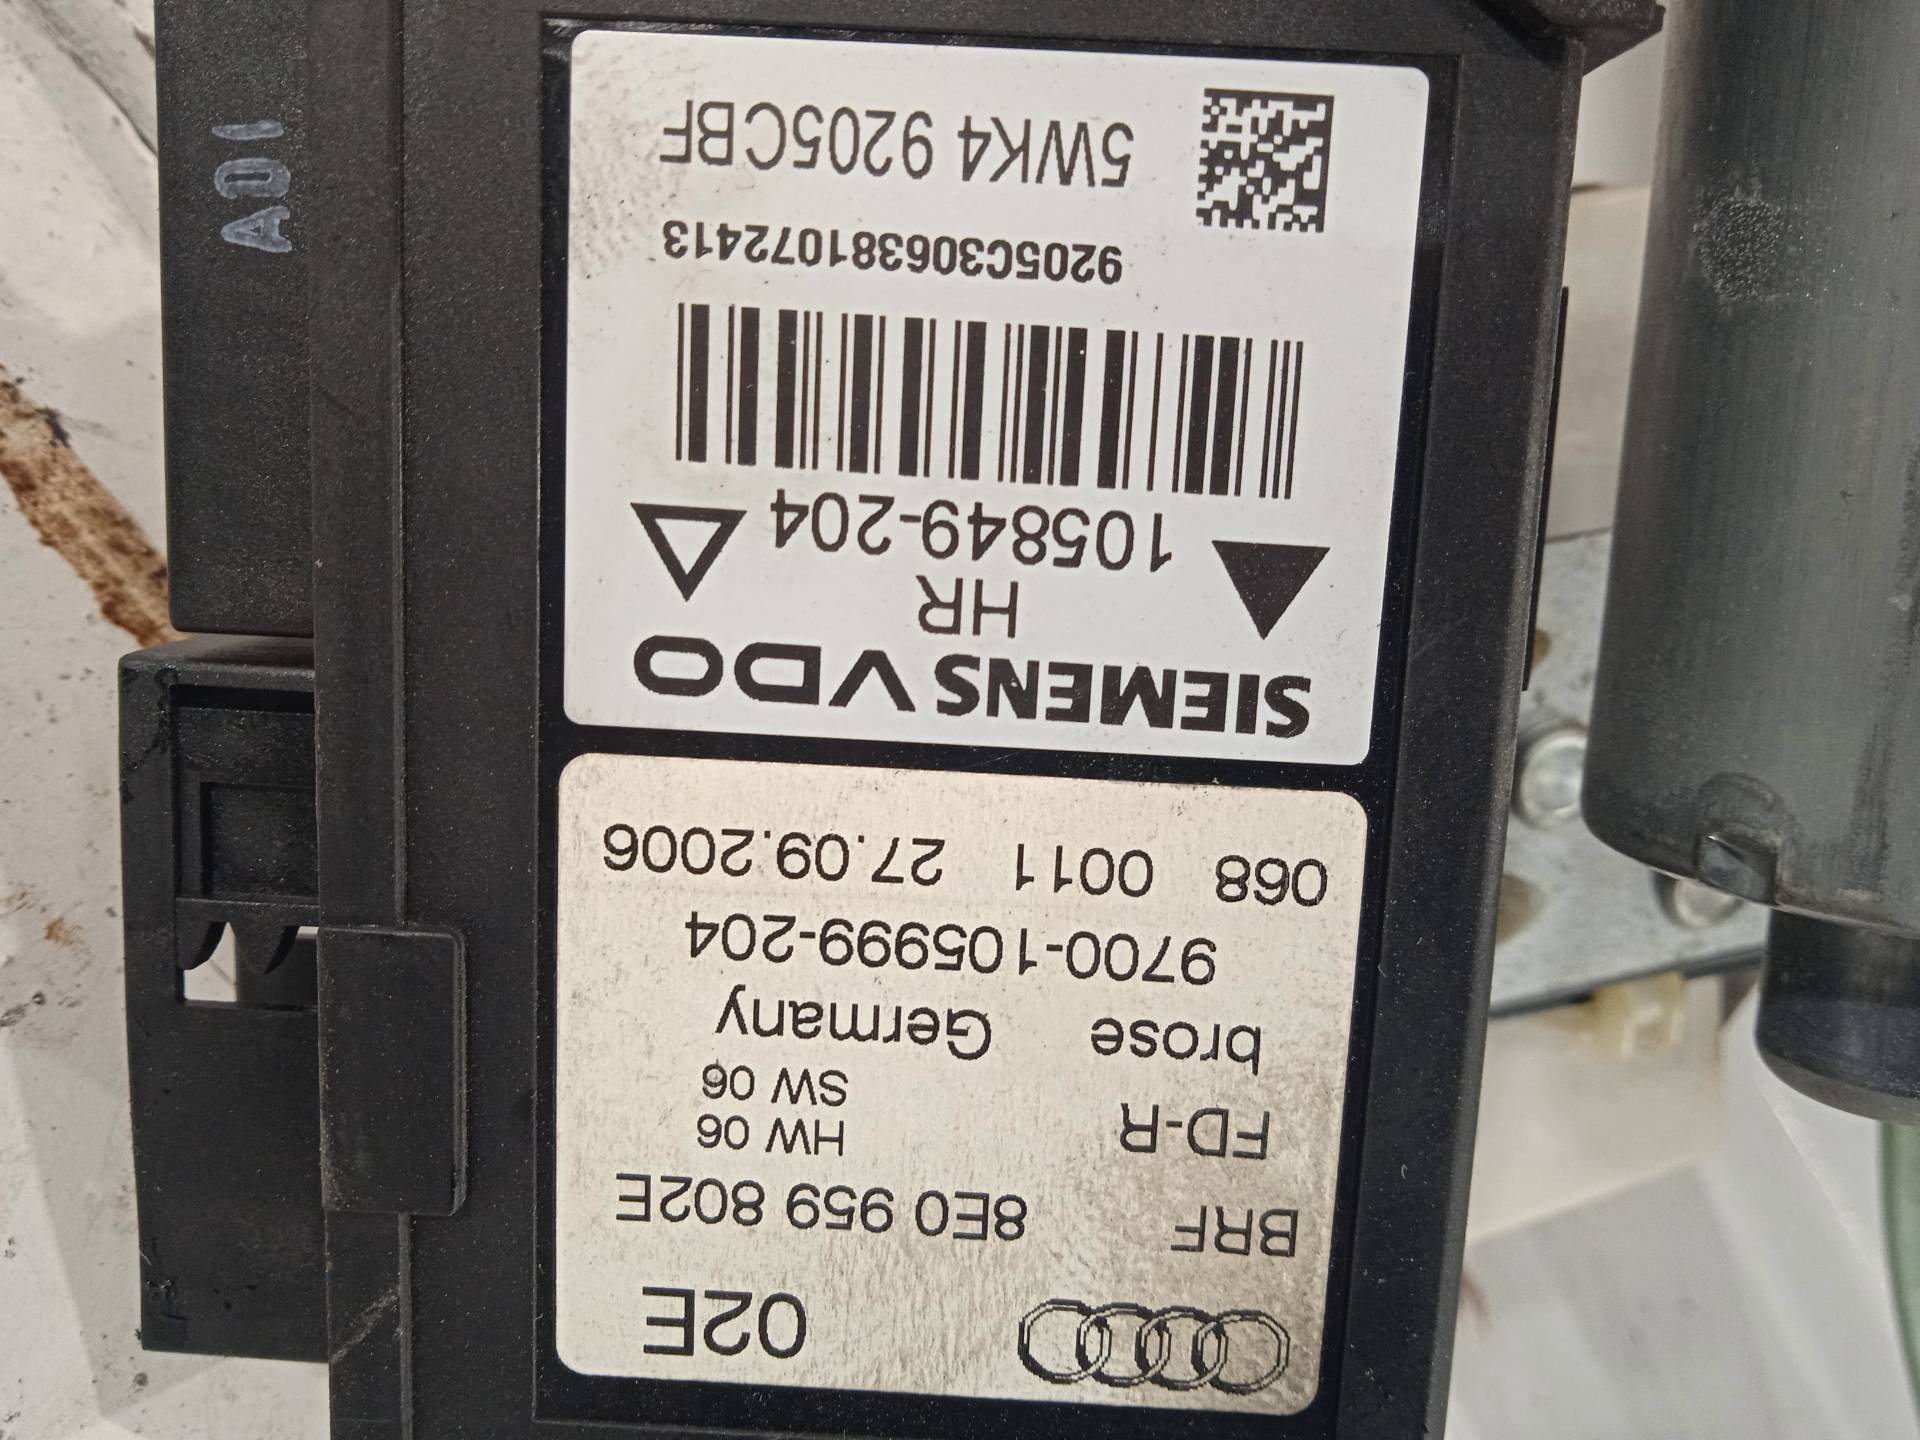 02E
BRF 8E0 959 802E
FD-R HW 06
SW 06
brose Germany
9700-105999-204
068 0011 27.09.2006
SIEMENS VDO
HR
105849-204
9205C306381072413
5WK4 9205CBF
A01